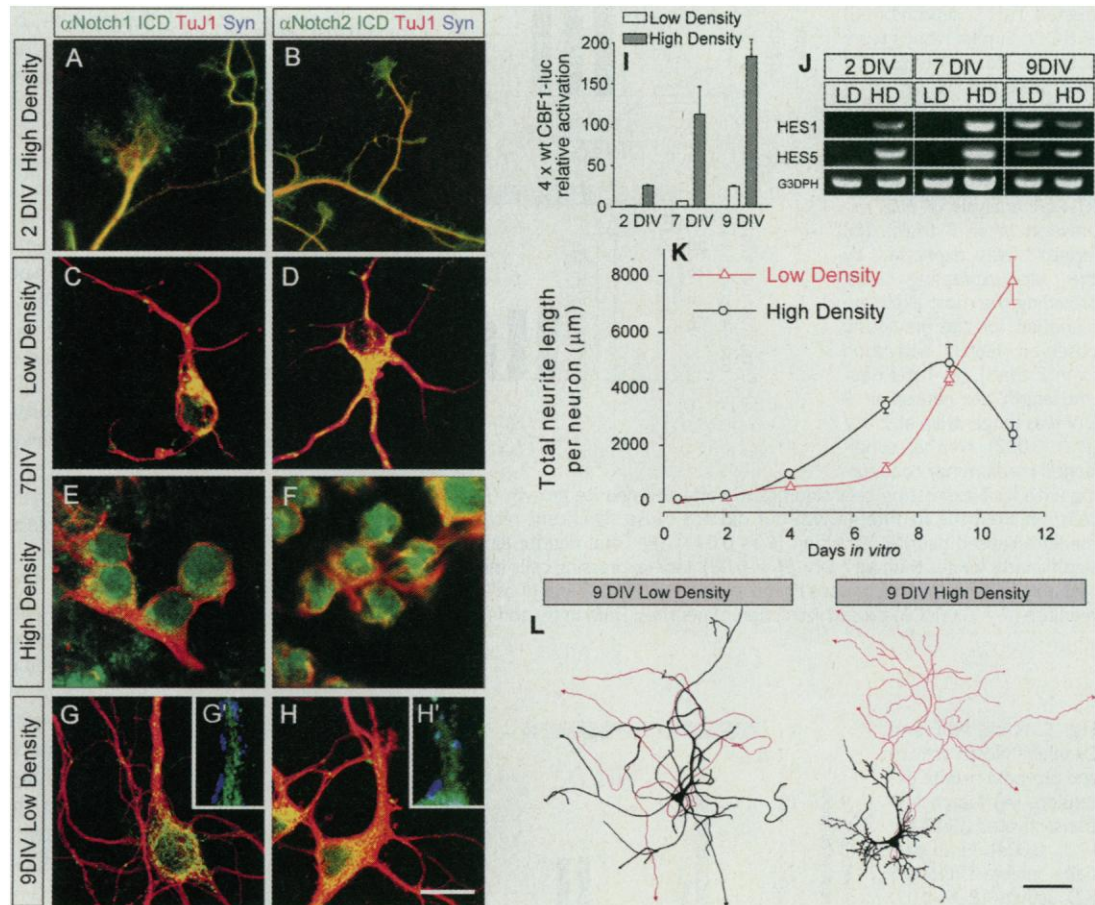 αNotch1 ICD TuJ1 Syn
αNotch2 ICD TuJ1 Syn
2 DIV High Density
A
B
7DIV
Low Density
C
D
High Density
E
F
9DIV Low Density
G
G'
H
H'
I
Low Density
High Density
4 x wt CBF1-luc
relative activation
200
150
100
50
0
2 DIV
7 DIV
9 DIV
J
2 DIV
7 DIV
9DIV
LD HD LD HD LD HD
HES1
HES5
G3DPH
K
Low Density
High Density
Total neurite length
per neuron (μm)
8000
6000
4000
2000
0
0 2 4 6 8 10 12
Days in vitro
L
9 DIV Low Density
9 DIV High Density